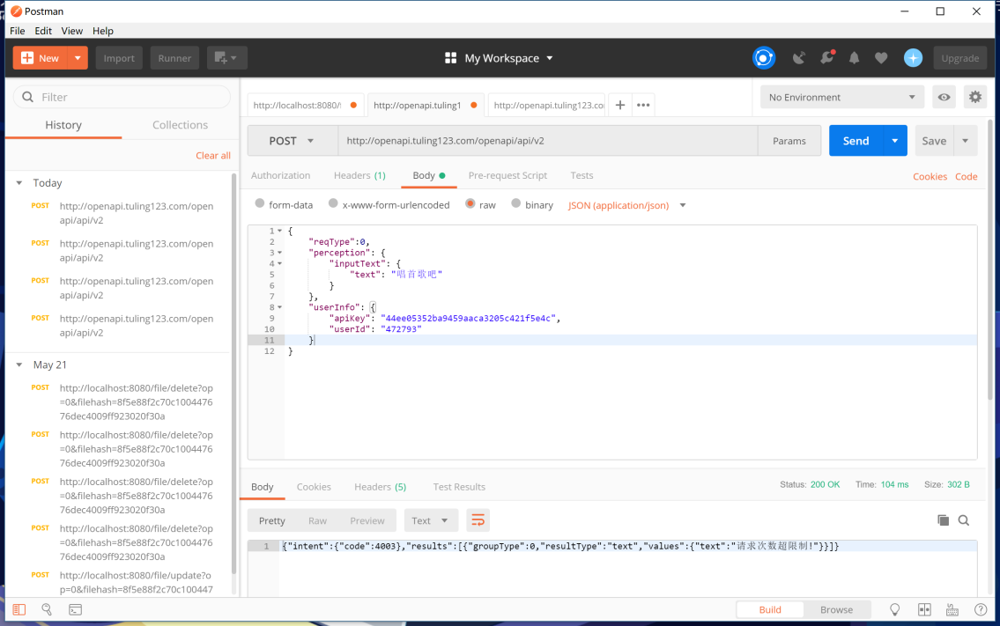 Postman
File Edit View Help
New Import Runner My Workspace Upgrade
Filter
History Collections
Clear all
Today
POST http://openapi.tuling123.com/open
api/api/v2
POST http://openapi.tuling123.com/open
api/api/v2
POST http://openapi.tuling123.com/open
api/api/v2
POST http://openapi.tuling123.com/open
api/api/v2
May 21
POST http://localhost:8080/file/delete?op
=0&filehash=8f5e88f2c70c1004476
76dec4009ff923020f30a
POST http://localhost:8080/file/delete?op
=0&filehash=8f5e88f2c70c1004476
76dec4009ff923020f30a
POST http://localhost:8080/file/delete?op
=0&filehash=8f5e88f2c70c1004476
76dec4009ff923020f30a
POST http://localhost:8080/file/delete?op
=0&filehash=8f5e88f2c70c1004476
76dec4009ff923020f30a
POST http://localhost:8080/file/update?o
p=0&filehash=8f5e88f2c70c100447
http://localhost:8080/ http://openapi.tuling1 http://openapi.tuling123.co + •••
No Environment
POST http://openapi.tuling123.com/openapi/api/v2 Params Send Save
Authorization Headers (1) Body Pre-request Script Tests Cookies Code
form-data x-www-form-urlencoded raw binary JSON (application/json)
1 {
2 "reqType":0,
3 "perception": {
4 "inputText": {
5 "text": "唱首歌吧"
6 }
7 },
8 "userInfo": {
9 "apiKey": "44ee05352ba9459aaca3205c421f5e4c",
10 "userId": "472793"
11 }
12 }
Body Cookies Headers (5) Test Results Status: 200 OK Time: 104 ms Size: 302 B
Pretty Raw Preview Text
1 {"intent":{"code":4003},"results":[{"groupType":0,"resultType":"text","values":{"text":"请求次数超限制!"}}]}
Build Browse